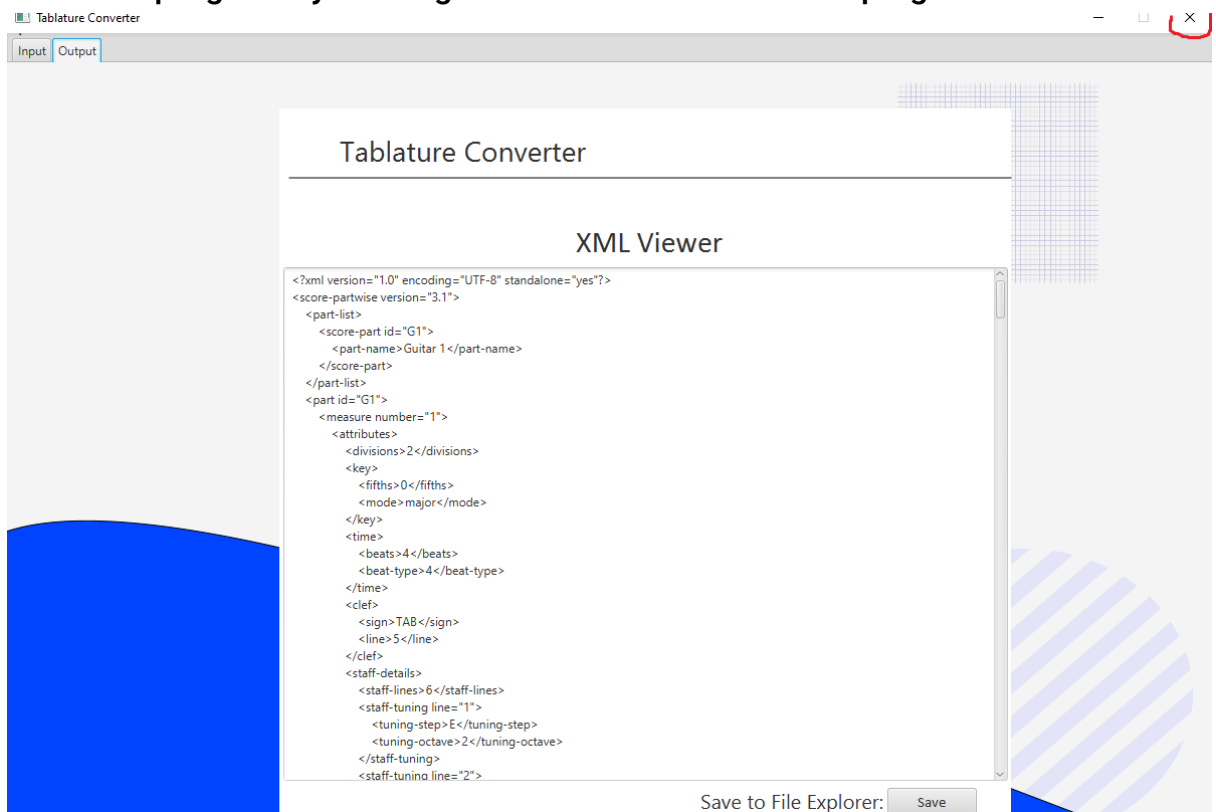 Tablature Converter
Input Output
Tablature Converter
XML Viewer
<?xml version="1.0" encoding="UTF-8" standalone="yes"?>
<score-partwise version="3.1">
<part-list>
<score-part id="G1">
<part-name>Guitar 1</part-name>
</score-part>
</part-list>
<part id="G1">
<measure number="1">
<attributes>
<divisions>2</divisions>
<key>
<fifths>0</fifths>
<mode>major</mode>
</key>
<time>
<beats>4</beats>
<beat-type>4</beat-type>
</time>
<clef>
<sign>TAB</sign>
<line>5</line>
</clef>
<staff-details>
<staff-lines>6</staff-lines>
<staff-tuning line="1">
<tuning-step>E</tuning-step>
<tuning-octave>2</tuning-octave>
</staff-tuning>
<staff-tuning line="2">
Save to File Explorer: Save